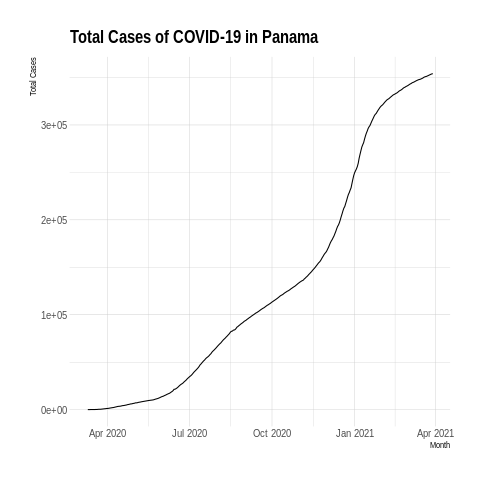 Total Cases of COVID-19 in Panama
Total Cases
3e+05
2e+05
1e+05
0e+00
Apr 2020 Jul 2020 Oct 2020 Jan 2021 Apr 2021
Month